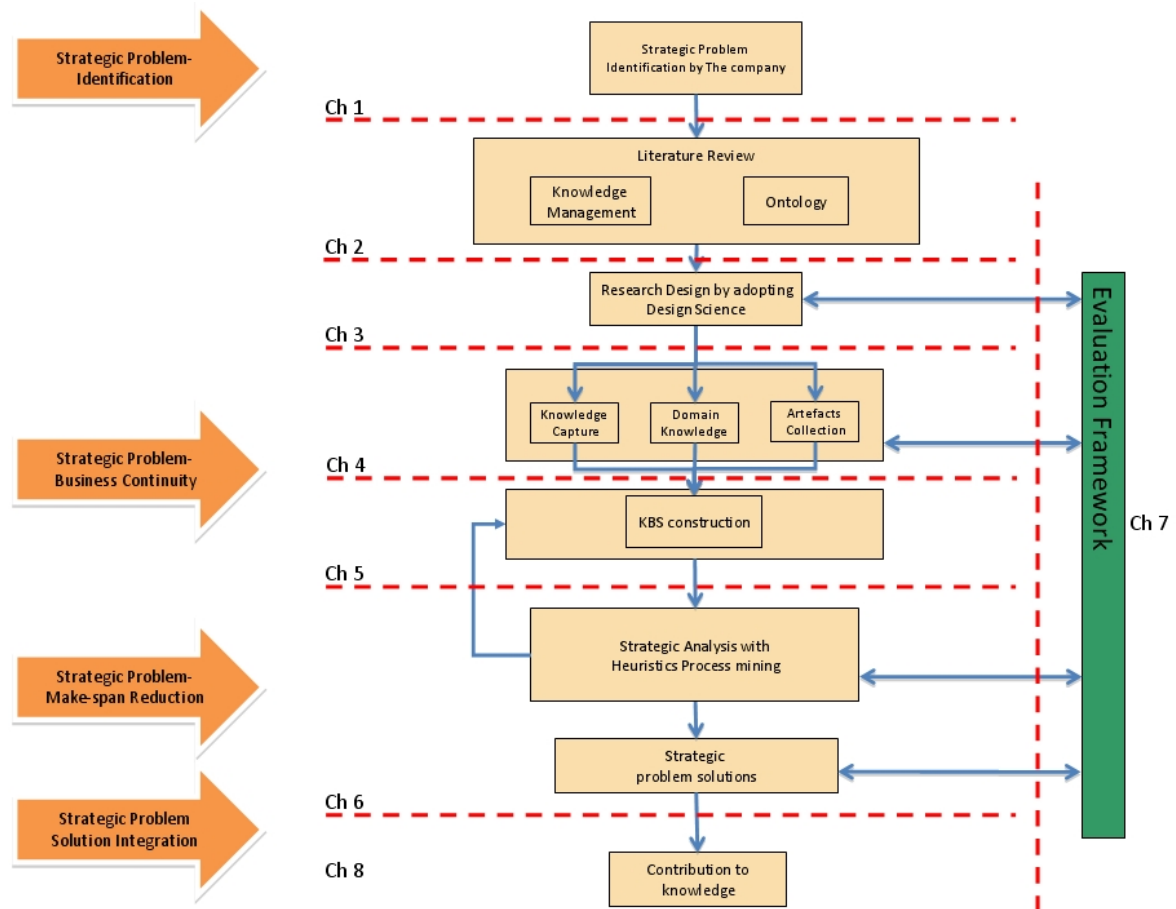 Strategic Problem-
Identification
Strategic Problem
Identification by The company
Ch 1
Literature Review
Knowledge
Management
Ontology
Ch 2
Research Design by adopting
Design Science
Ch 3
Evaluation Framework
Knowledge
Capture
Domain
Knowledge
Artefacts
Collection
Strategic Problem-
Business Continuity
Ch 4
KBS construction
Ch 7
Ch 5
Strategic Analysis with
Heuristics Process mining
Strategic Problem-
Make-span Reduction
Strategic
problem solutions
Ch 6
Strategic Problem
Solution Integration
Ch 8
Contribution to
knowledge